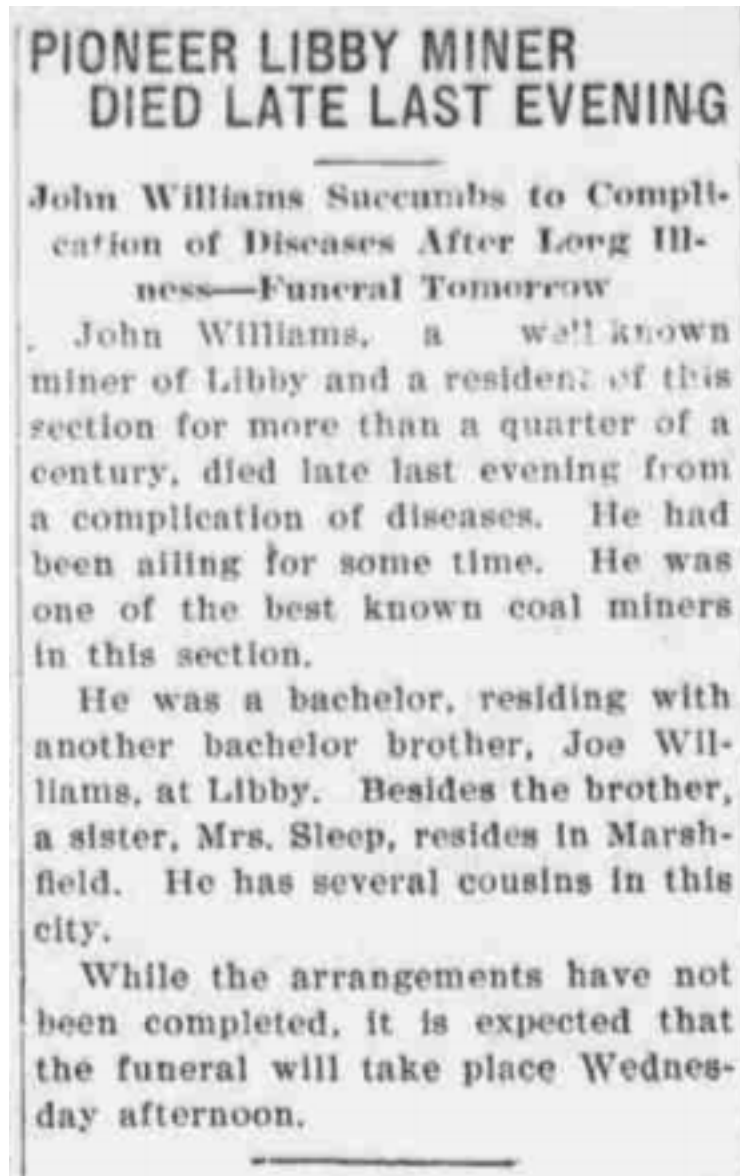 PIONEER LIBBY MINER
DIED LATE LAST EVENING
John Williams Succumbs to Compli-
cation of Diseases After Long Ill-
ness—Funeral Tomorrow
. John Williams, a well known
miner of Libby and a resident of this
section for more than a quarter of a
century, died late last evening from
a complication of diseases. He had
been ailing for some time. He was
one of the best known coal miners
in this section.
He was a bachelor, residing with
another bachelor brother, Joe Wil-
liams, at Libby. Besides the brother,
a sister, Mrs. Sleep, resides in Marsh-
field. He has several cousins in this
city.
While the arrangements have not
been completed, it is expected that
the funeral will take place Wednes-
day afternoon.